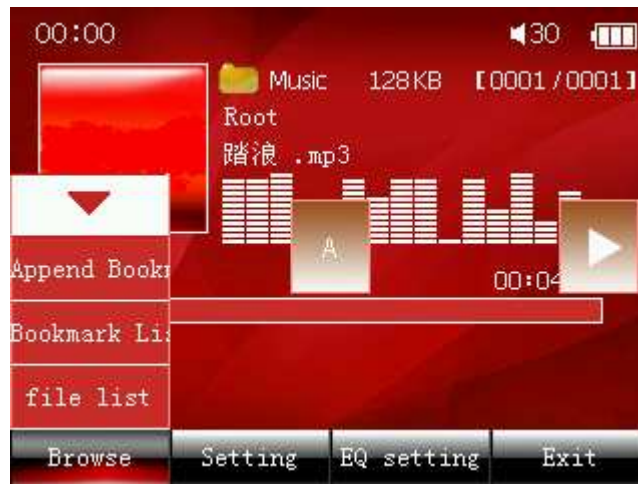 00:00 30
Music 128KB 【0001/0001】
Root
踏浪 .mp3
A
00:04
Append Book
Bookmark Li
file list
Browse Setting EQ setting Exit